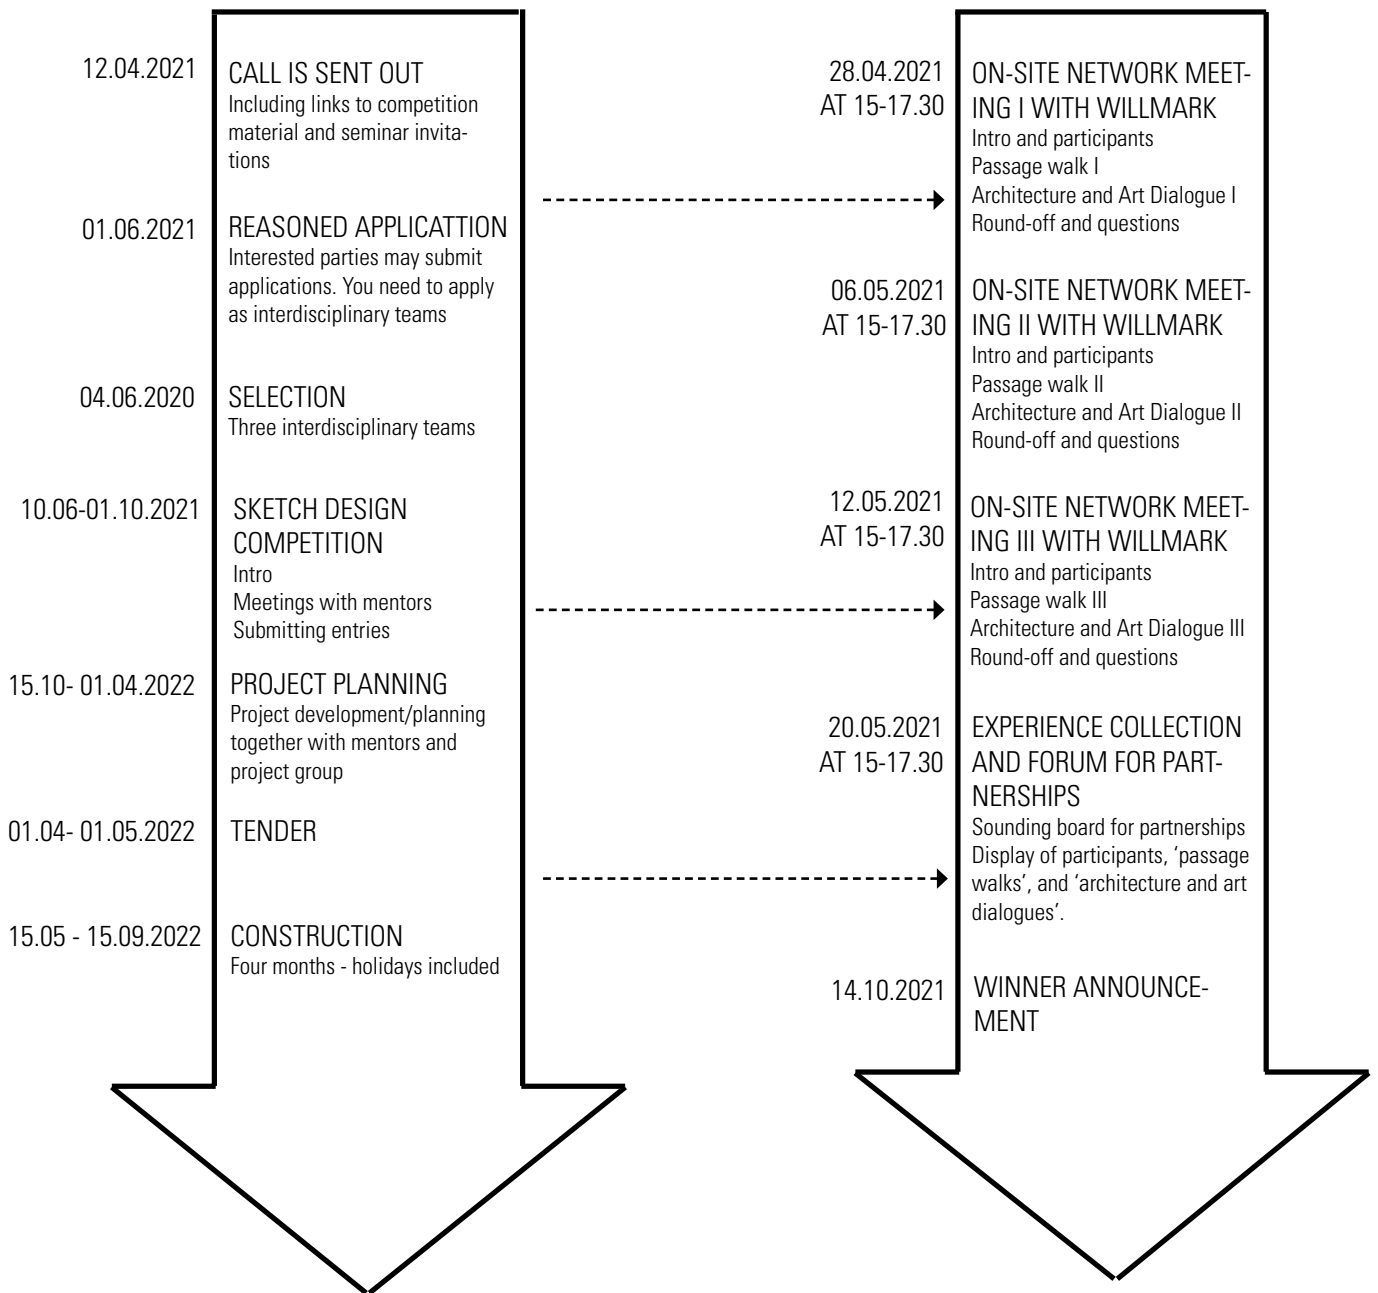 12.04.2021
CALL IS SENT OUT
Including links to competition
material and seminar invita-
tions
01.06.2021
REASONED APPLICATTION
Interested parties may submit
applications. You need to apply
as interdisciplinary teams
04.06.2020
SELECTION
Three interdisciplinary teams
10.06-01.10.2021
SKETCH DESIGN
COMPETITION
Intro
Meetings with mentors
Submitting entries
15.10- 01.04.2022
PROJECT PLANNING
Project development/planning
together with mentors and
project group
01.04- 01.05.2022
TENDER
15.05 - 15.09.2022
CONSTRUCTION
Four months - holidays included
28.04.2021
AT 15-17.30
ON-SITE NETWORK MEET-
ING I WITH WILLMARK
Intro and participants
Passage walk I
Architecture and Art Dialogue I
Round-off and questions
06.05.2021
AT 15-17.30
ON-SITE NETWORK MEET-
ING II WITH WILLMARK
Intro and participants
Passage walk II
Architecture and Art Dialogue II
Round-off and questions
12.05.2021
AT 15-17.30
ON-SITE NETWORK MEET-
ING III WITH WILLMARK
Intro and participants
Passage walk III
Architecture and Art Dialogue III
Round-off and questions
20.05.2021
AT 15-17.30
EXPERIENCE COLLECTION
AND FORUM FOR PART-
NERSHIPS
Sounding board for partnerships
Display of participants, ‘passage
walks’, and ‘architecture and art
dialogues’.
14.10.2021
WINNER ANNOUNCE-
MENT